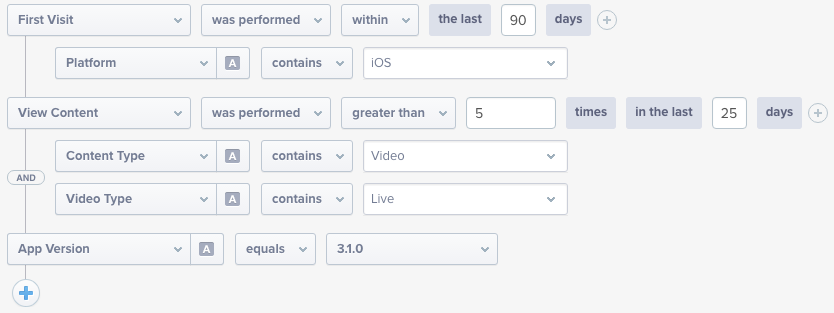 First Visit was performed within the last 90 days
Platform A contains iOS
View Content was performed greater than 5 times in the last 25 days
Content Type A contains Video
AND
Video Type A contains Live
App Version A equals 3.1.0